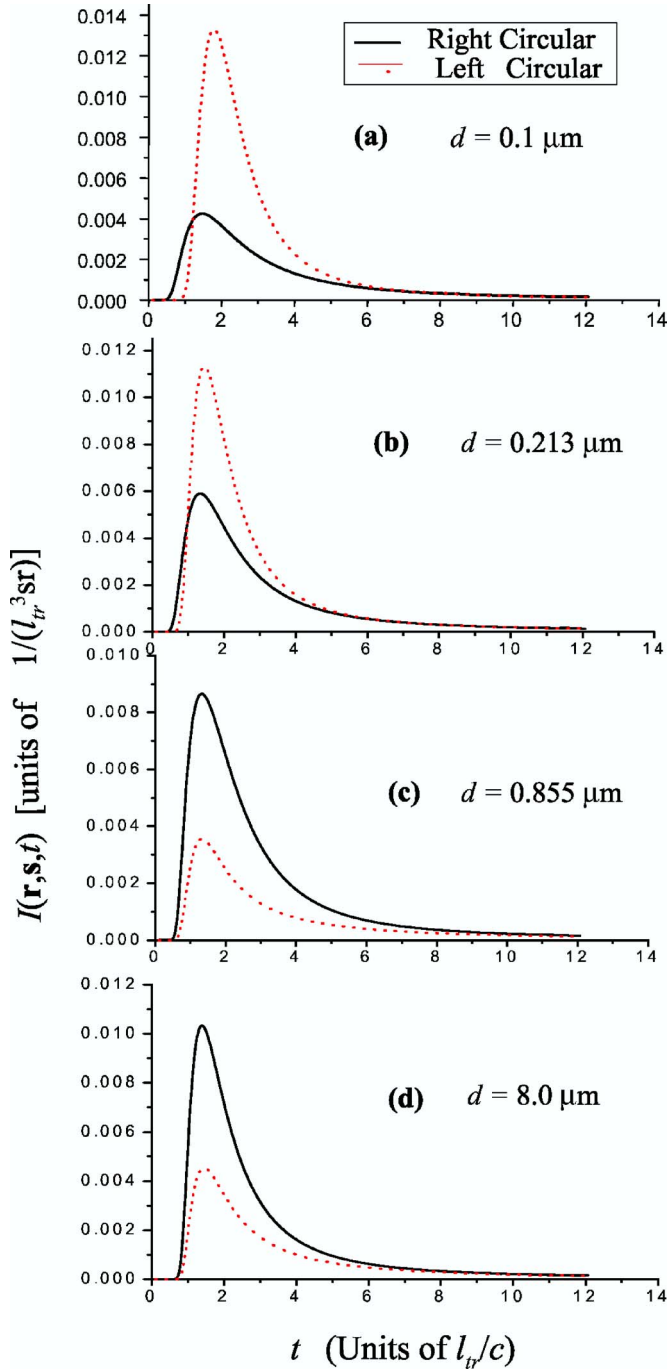 Right Circular
Left Circular
(a) d = 0.1 μm
0.014
0.012
0.010
0.008
0.006
0.004
0.002
0.000
0 2 4 6 8 10 12 14
(b) d = 0.213 μm
0.012
0.010
0.008
0.006
0.004
0.002
0.000
0 2 4 6 8 10 12 14
I(r,s,t) [units of 1/(l_tr^3 sr)]
(c) d = 0.855 μm
0.010
0.008
0.006
0.004
0.002
0.000
0 2 4 6 8 10 12 14
(d) d = 8.0 μm
0.012
0.010
0.008
0.006
0.004
0.002
0.000
0 2 4 6 8 10 12 14
t (Units of l_tr/c)